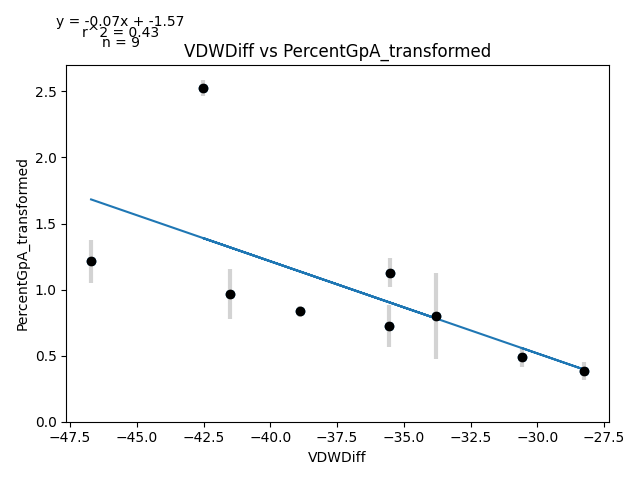 y = -0.07x + -1.57
r^2 = 0.43
n = 9
VDWDiff vs PercentGpA_transformed
PercentGpA_transformed
2.5
2.0
1.5
1.0
0.5
0.0
−47.5 −45.0 −42.5 −40.0 −37.5 −35.0 −32.5 −30.0 −27.5
VDWDiff